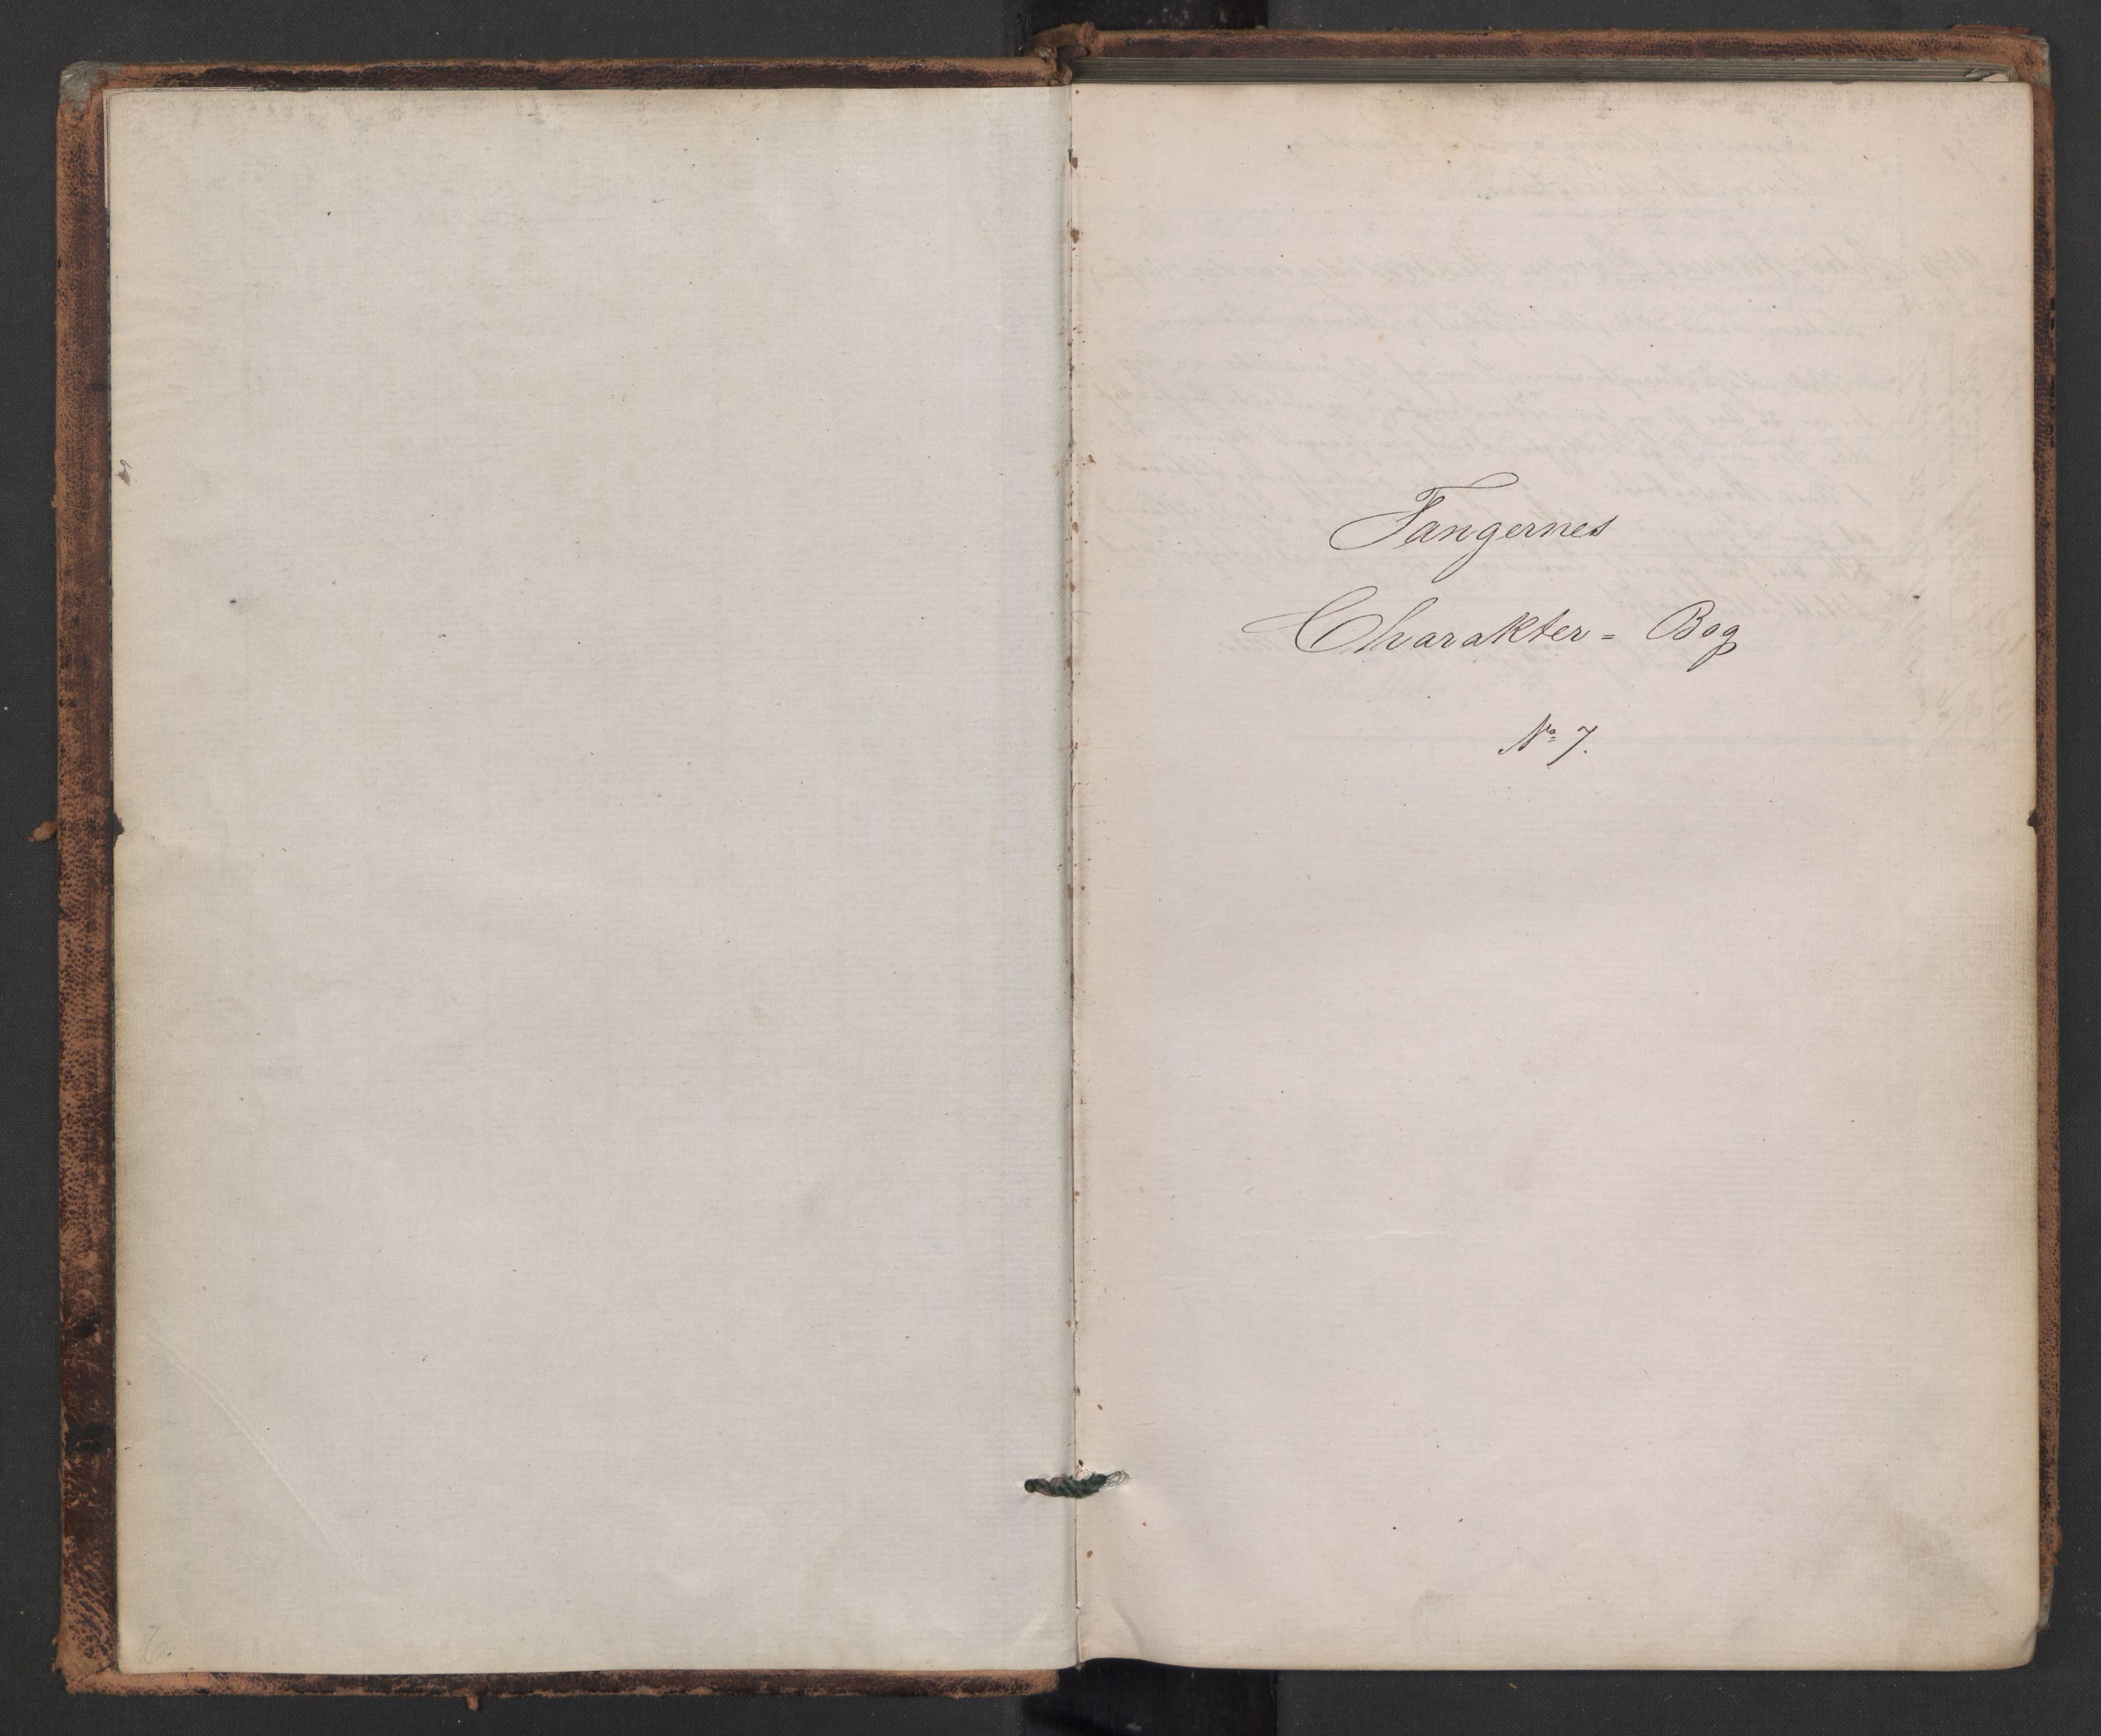 Fangernes
Charakter = Bog
No 7.